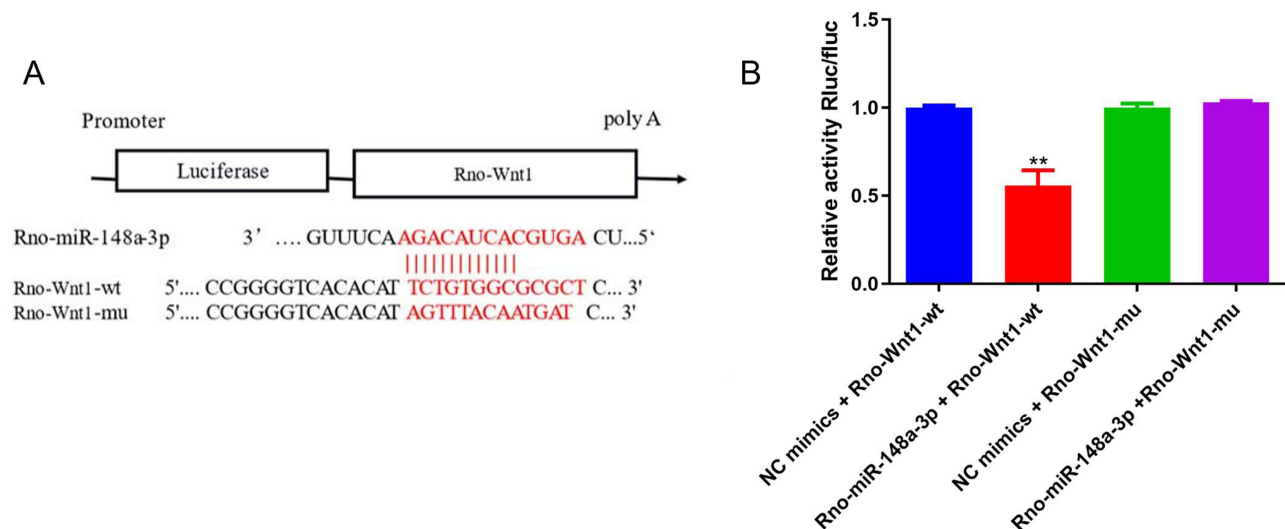 A
Promoter
poly A
Luciferase
Rno-Wnt1
Rno-miR-148a-3p 3’ ....GUUUCAAGACAUCACGUGA CU...5‘
Rno-Wnt1-wt 5'.... CCGGGGTCACACAT TCTGTGGCGCGCT C... 3'
Rno-Wnt1-mu 5'.... CCGGGGTCACACAT AGTTTACAATGAT C... 3'
B
Relative activity Rluc/fluc
1.5
1.0
0.5
0.0
**
NC mimics + Rno-Wnt1-wt
Rno-miR-148a-3p + Rno-Wnt1-wt
NC mimics + Rno-Wnt1-mu
Rno-miR-148a-3p +Rno-Wnt1-mu